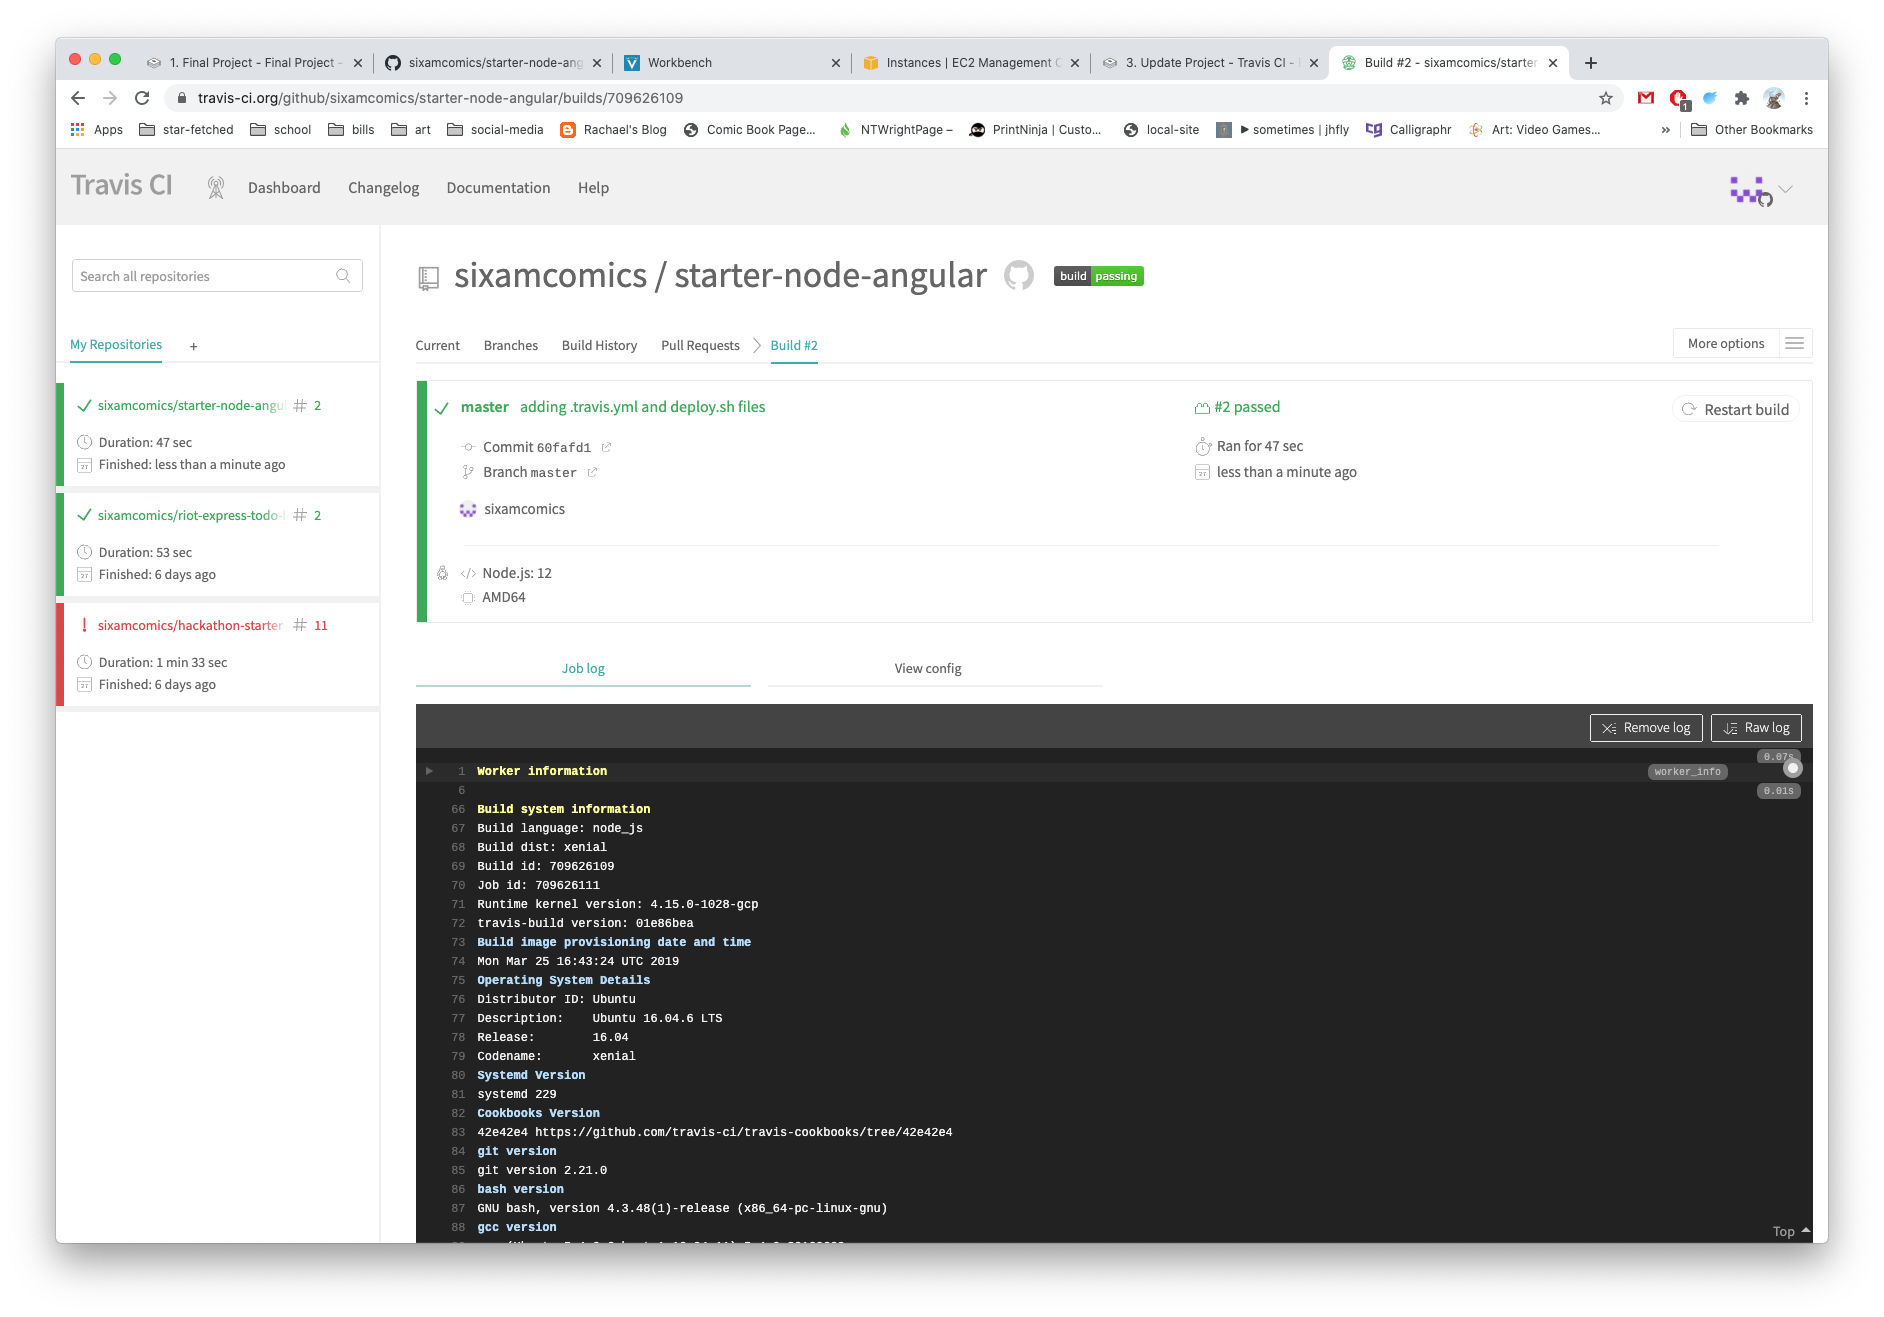 1. Final Project - Final Project -
sixamcomics/starter-node-ang
Workbench
Instances | EC2 Management C
3. Update Project - Travis CI -
Build #2 - sixamcomics/starter
travis-ci.org/github/sixamcomics/starter-node-angular/builds/709626109
1
Apps star-fetched school bills art social-media Rachael's Blog Comic Book Page... NTWrightPage – PrintNinja | Custo... local-site sometimes | jhfly Calligraphr Art: Video Games... » Other Bookmarks
Travis CI Dashboard Changelog Documentation Help
Search all repositories
My Repositories +
sixamcomics/starter-node-angu # 2
Duration: 47 sec
Finished: less than a minute ago
sixamcomics/riot-express-todo- # 2
Duration: 53 sec
Finished: 6 days ago
! sixamcomics/hackathon-starter # 11
Duration: 1 min 33 sec
Finished: 6 days ago
sixamcomics / starter-node-angular build passing
Current Branches Build History Pull Requests Build #2 More options
master adding .travis.yml and deploy.sh files
Commit 60fafd1
Branch master
sixamcomics
#2 passed
Ran for 47 sec
less than a minute ago
Restart build
</> Node.js: 12
AMD64
Job log View config
Remove log Raw log
0.07s
1 Worker information worker_info
6 0.01s
66 Build system information
67 Build language: node_js
68 Build dist: xenial
69 Build id: 709626109
70 Job id: 709626111
71 Runtime kernel version: 4.15.0-1028-gcp
72 travis-build version: 01e86bea
73 Build image provisioning date and time
74 Mon Mar 25 16:43:24 UTC 2019
75 Operating System Details
76 Distributor ID: Ubuntu
77 Description: Ubuntu 16.04.6 LTS
78 Release: 16.04
79 Codename: xenial
80 Systemd Version
81 systemd 229
82 Cookbooks Version
83 42e42e4 https://github.com/travis-ci/travis-cookbooks/tree/42e42e4
84 git version
85 git version 2.21.0
86 bash version
87 GNU bash, version 4.3.48(1)-release (x86_64-pc-linux-gnu)
88 gcc version
Top